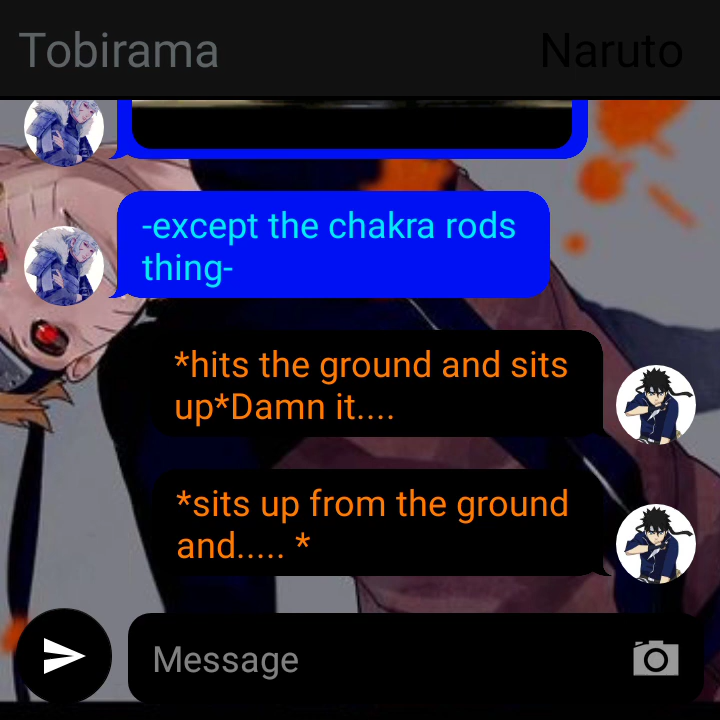 Tobirama
Naruto
-except the chakra rods
thing-
*hits the ground and sits
up*Damn it....
*sits up from the ground
and..... *
Message